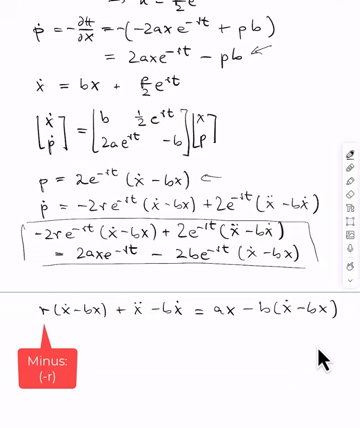 ṗ = -∂H/∂x = -(-2axe^-rt + pb)
= 2axe^-rt - pb
ẋ = bx + p/2 e^rt
[ẋ ṗ] = [b 1/2 e^rt 2ae^-rt -b][x p]
p = 2e^-rt (ẋ-bx)
ṗ = -2re^-rt (ẋ-bx) + 2e^-rt (ẍ-bẋ)
-2re^-rt (ẋ-bx) + 2e^-rt (ẍ-bẋ)
= 2axe^-rt - 2be^-rt (ẋ-bx)
r(ẋ-bx) + ẍ - bẋ = ax - b(ẋ-bx)
Minus:
(-r)